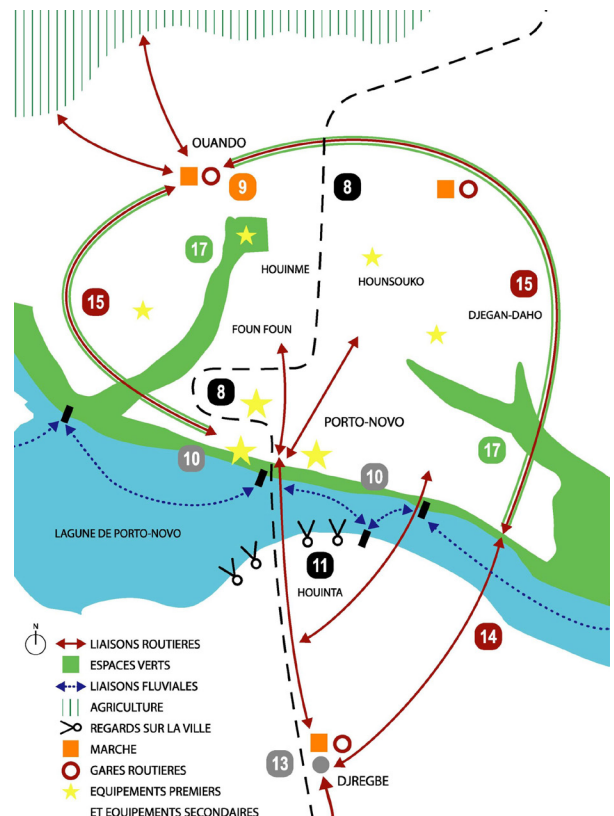 OUANDO
9
8
17
HOUINME
HOUNSOUKO
15
15
DJEGAN-DAHO
FOUN FOUN
8
PORTO-NOVO
10
10
17
LAGUNE DE PORTO-NOVO
11
HOUINTA
14
N
LIAISONS ROUTIERES
ESPACES VERTS
LIAISONS FLUVIALES
AGRICULTURE
REGARDS SUR LA VILLE
MARCHE
GARES ROUTIERES
EQUIPEMENTS PREMIERS
ET EQUIPEMENTS SECONDAIRES
13
DJREGBE